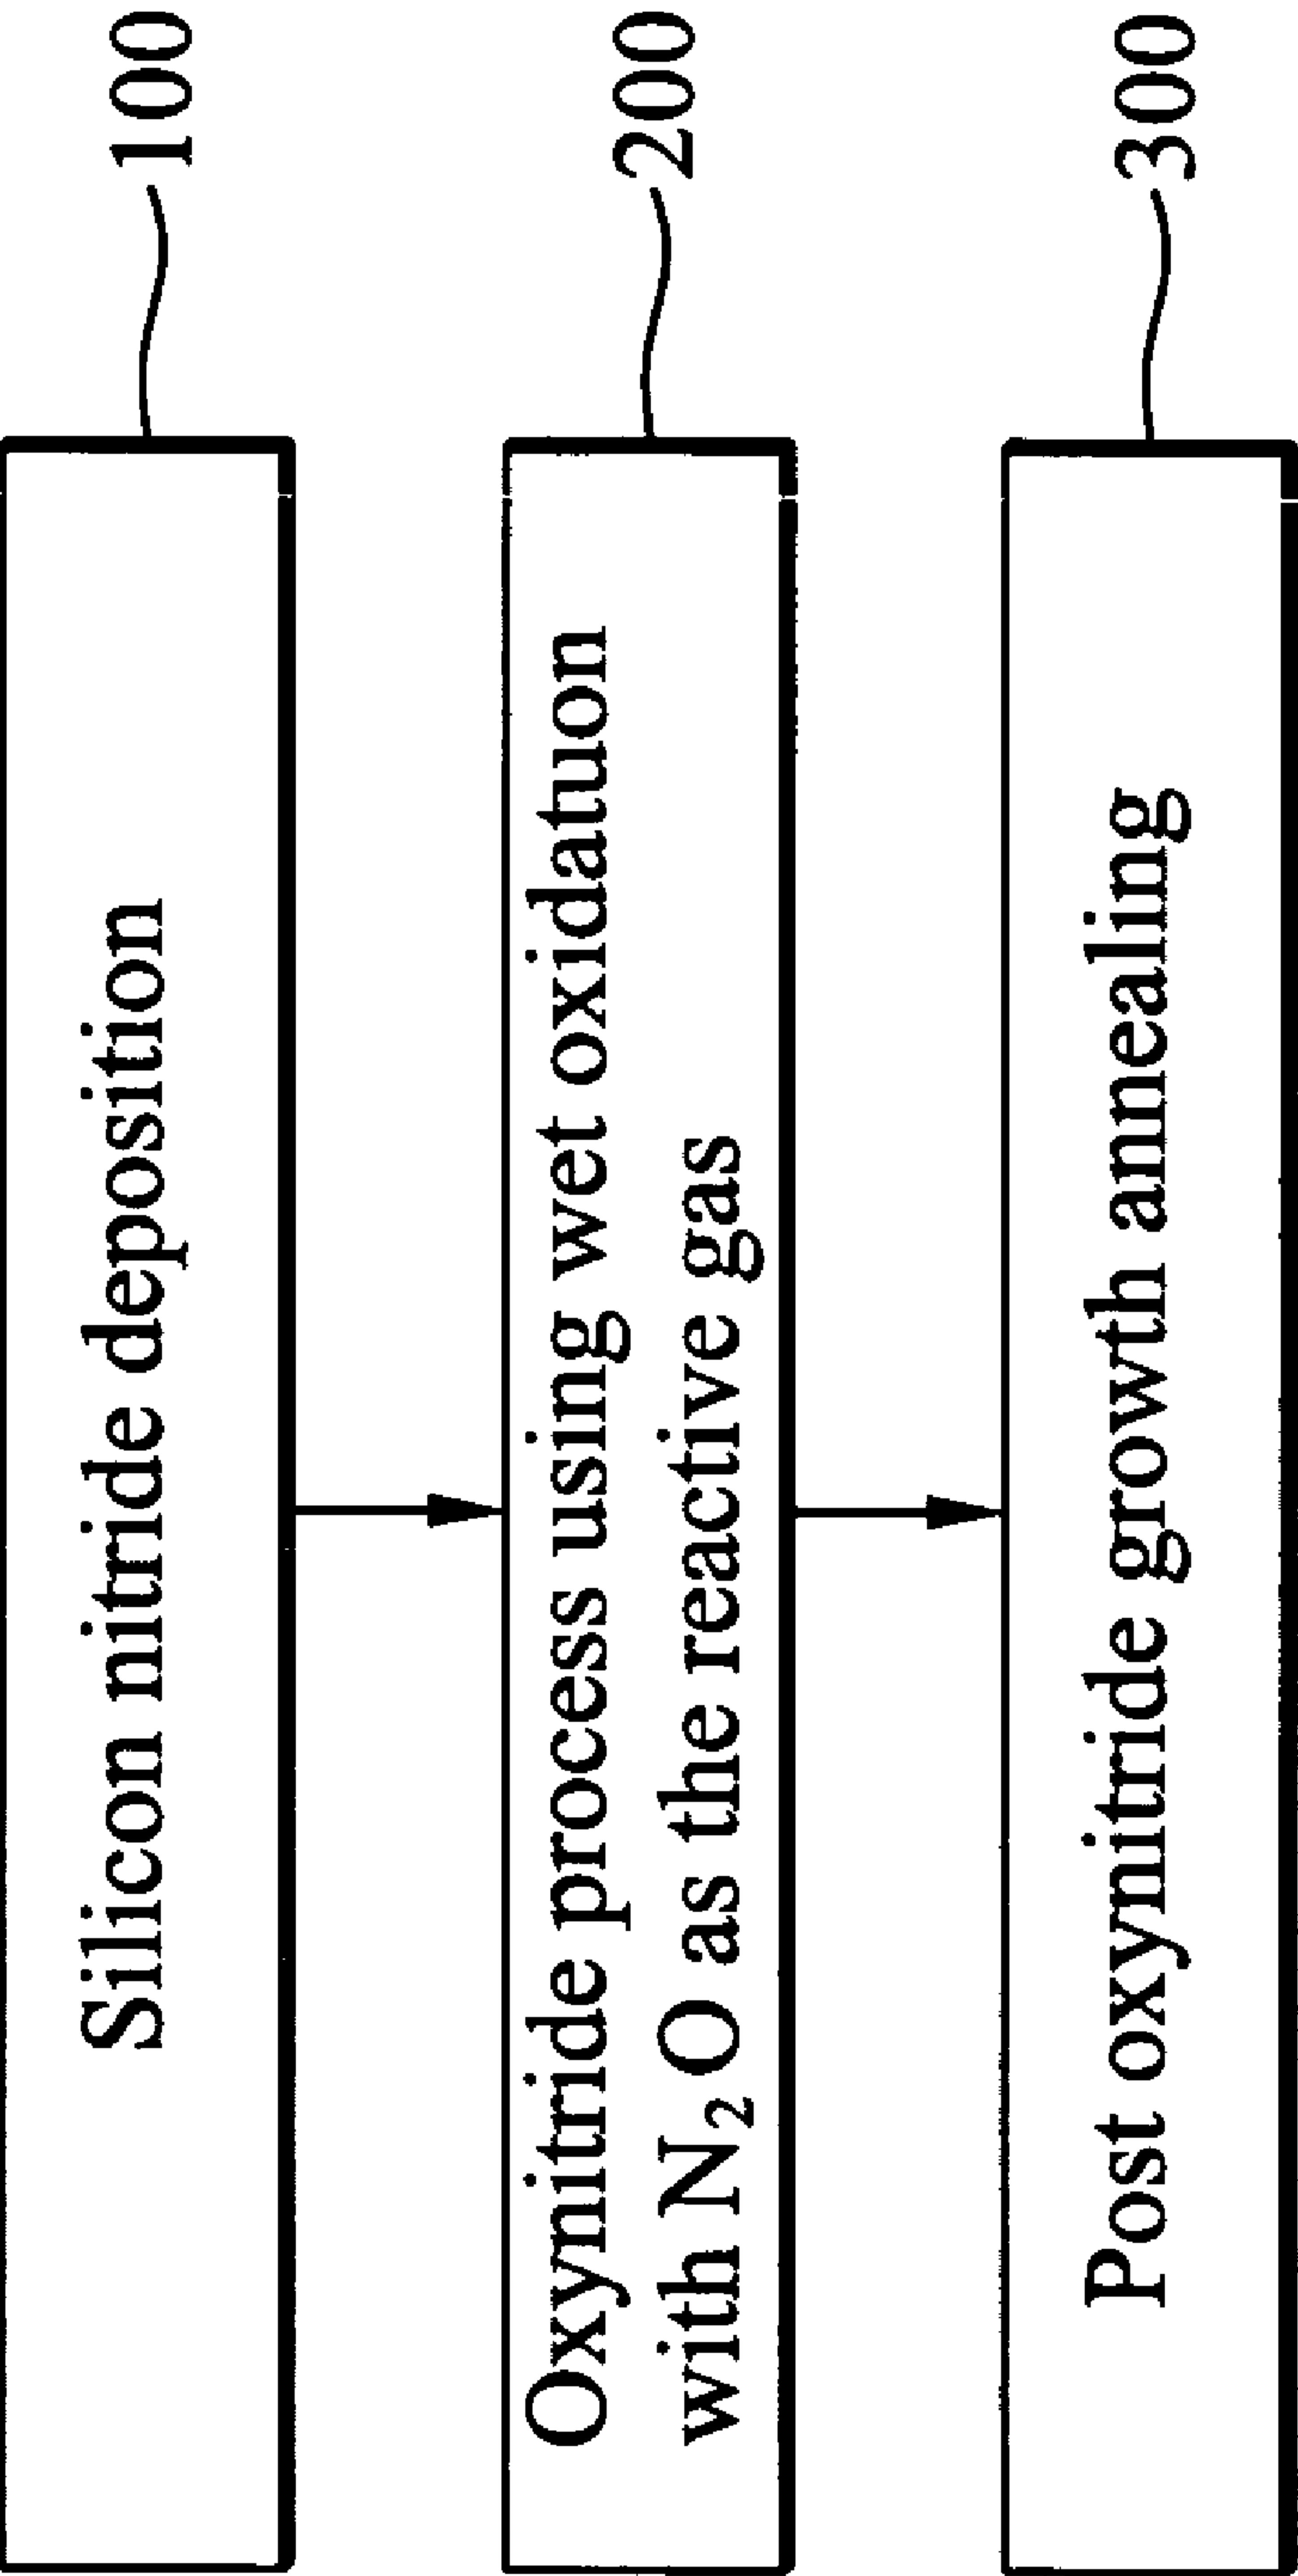 Silicon nitride deposition
100
Oxynitride process using wet oxidatuon
with N₂O as the reactive gas
200
Post oxynitride growth annealing
300